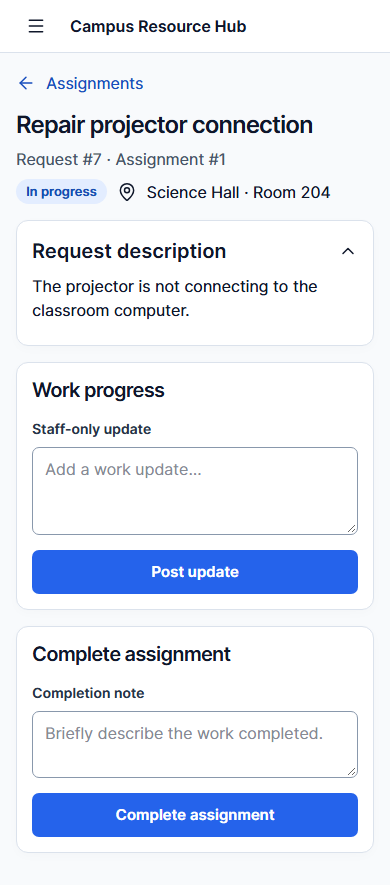 Campus Resource Hub
Assignments
Repair projector connection
Request #7 · Assignment #1
In progress
Science Hall · Room 204
Request description
The projector is not connecting to the
classroom computer.
Work progress
Staff-only update
Add a work update...
Post update
Complete assignment
Completion note
Briefly describe the work completed.
Complete assignment